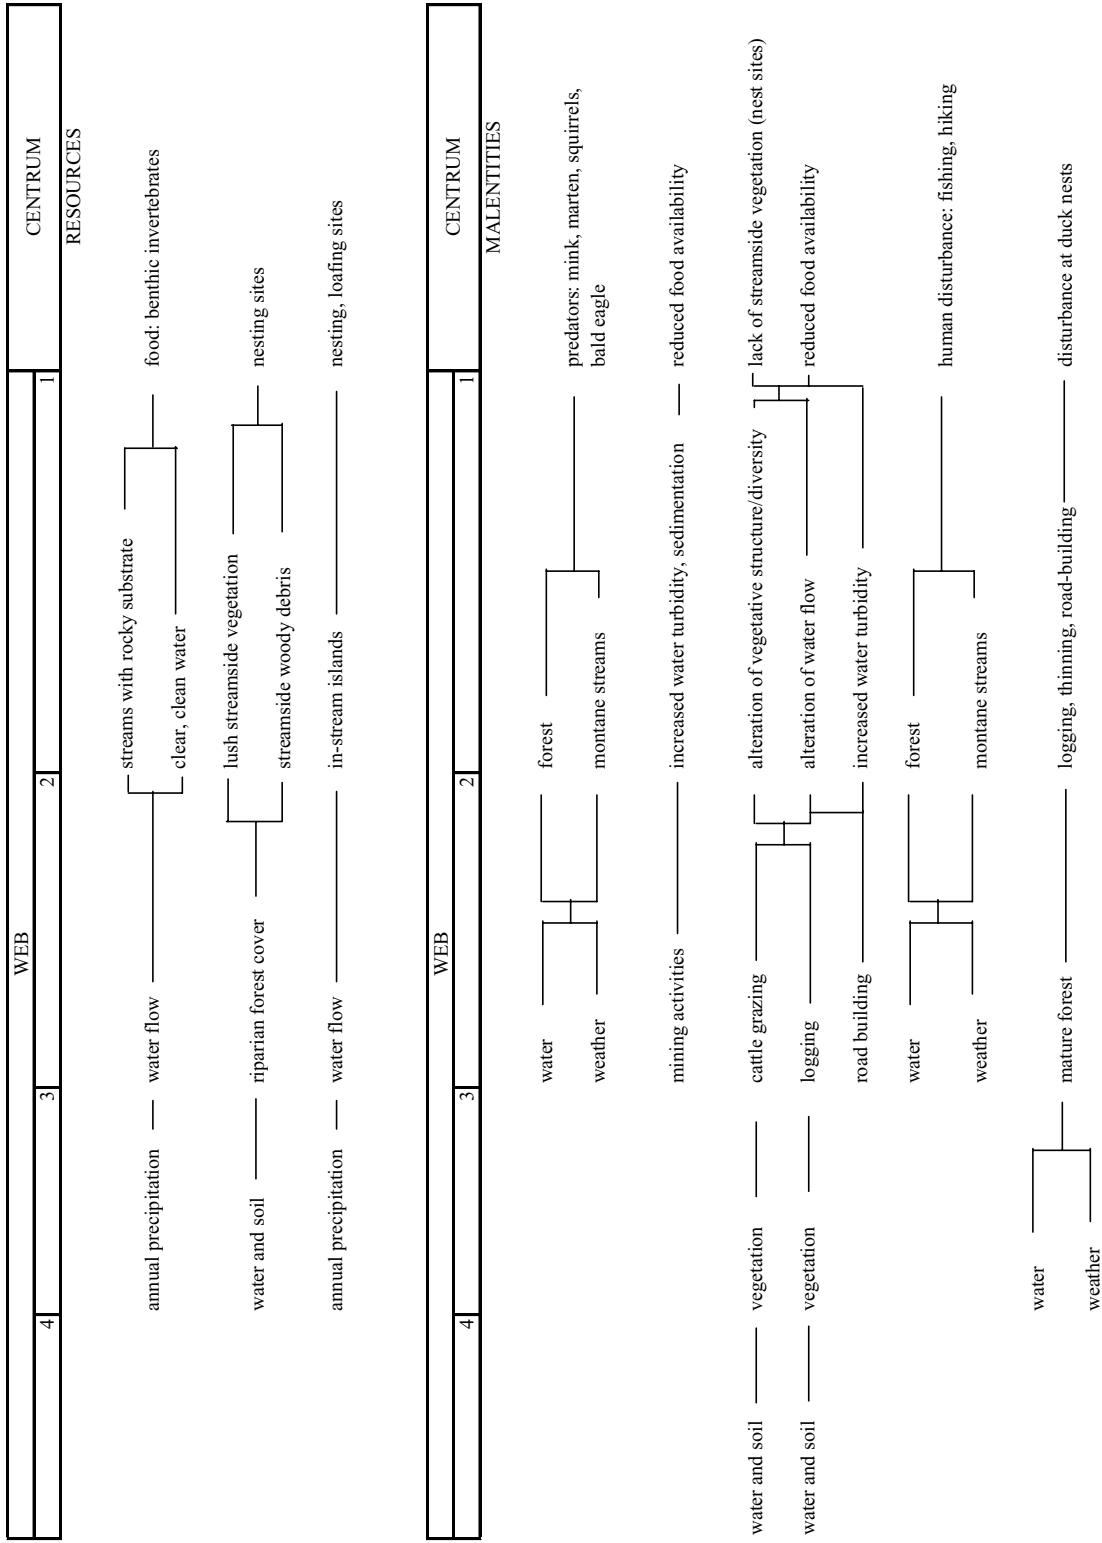 WEB
CENTRUM
4
3
2
1
RESOURCES
annual precipitation
water flow
streams with rocky substrate
clear, clean water
food: benthic invertebrates
water and soil
riparian forest cover
lush streamside vegetation
streamside woody debris
nesting sites
annual precipitation
water flow
in-stream islands
nesting, loafing sites
WEB
CENTRUM
4
3
2
1
MALENTITIES
water
weather
forest
montane streams
predators: mink, marten, squirrels,
bald eagle
mining activities
increased water turbidity, sedimentation
reduced food availability
water and soil
vegetation
cattle grazing
alteration of vegetative structure/diversity
lack of streamside vegetation (nest sites)
water and soil
vegetation
logging
alteration of water flow
reduced food availability
road building
increased water turbidity
water
weather
forest
montane streams
human disturbance: fishing, hiking
water
weather
mature forest
logging, thinning, road-building
disturbance at duck nests